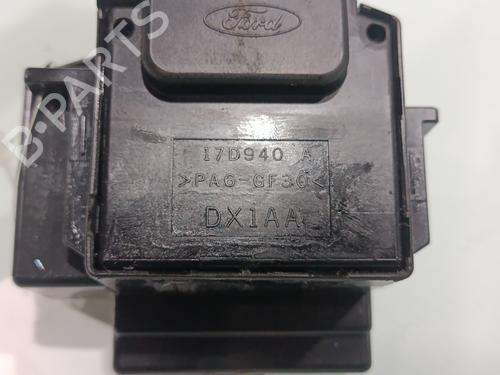 Ford
B-PARTS
17D940 A
>PA6-GF30<
DX1AA